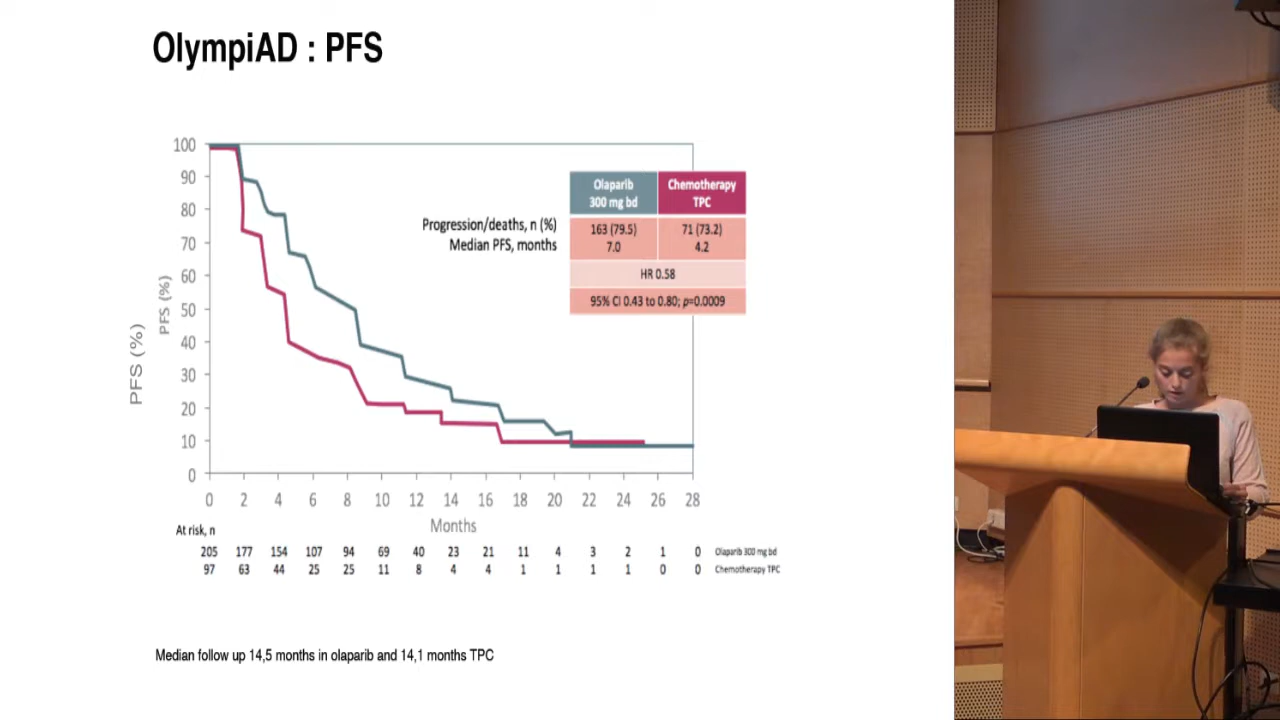 OlympiAD : PFS
100
90
80
70
60
50
40
30
20
10
0
PFS (%)
PFS (%)
Olaparib
300 mg bd
Chemotherapy
TPC
Progression/deaths, n (%)
163 (79.5)
71 (73.2)
Median PFS, months
7.0
4.2
HR 0.58
95% CI 0.43 to 0.80; p=0.0009
0 2 4 6 8 10 12 14 16 18 20 22 24 26 28
Months
At risk, n
205 177 154 107 94 69 40 23 21 11 4 3 2 1 0 Olaparib 300 mg bd
97 63 44 25 25 11 8 4 4 1 1 1 1 0 0 Chemotherapy TPC
Median follow up 14,5 months in olaparib and 14,1 months TPC